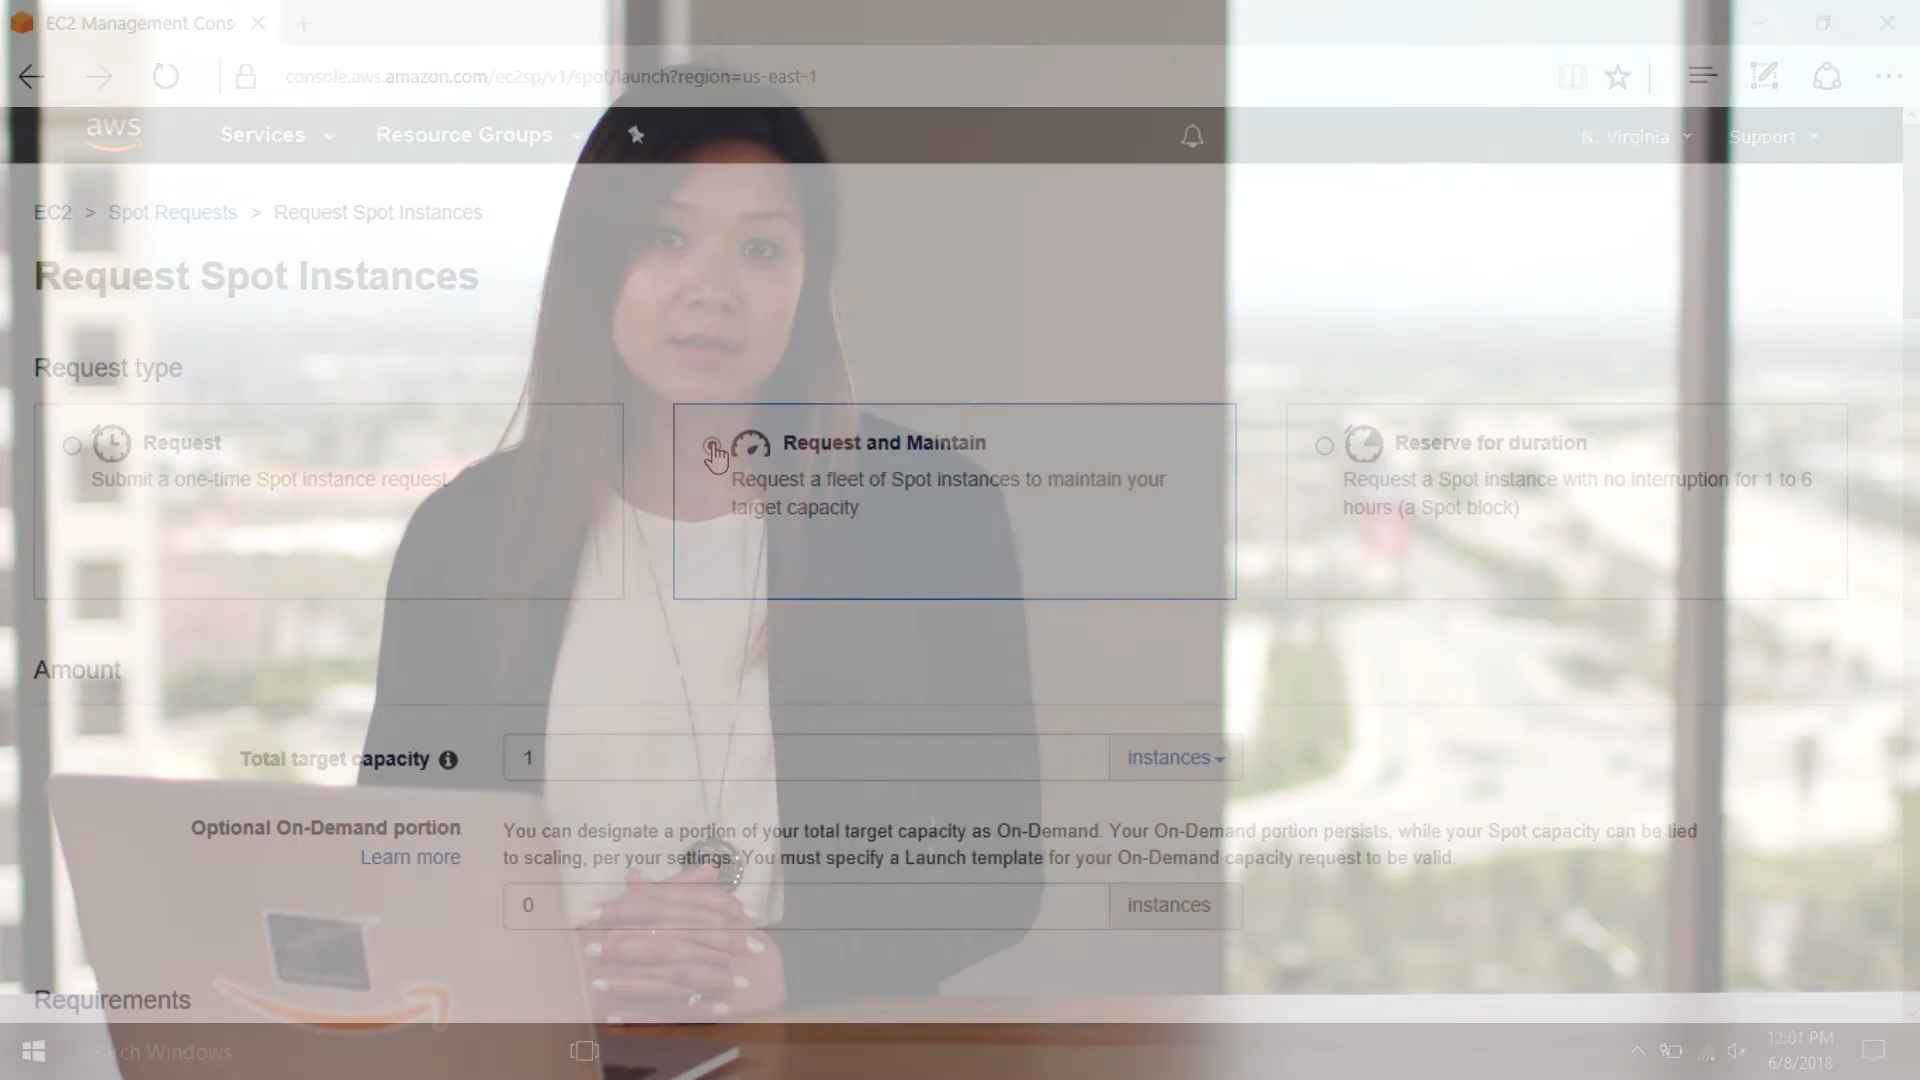 EC2 Management Cons
console.aws.amazon.com/ec2sp/v1/spot/launch?region=us-east-1
aws Services Resource Groups N. Virginia Support
EC2 > Spot Requests > Request Spot Instances
Request Spot Instances
Request type
Request
Submit a one-time Spot instance request
Request and Maintain
Request a fleet of Spot instances to maintain your
target capacity
Reserve for duration
Request a Spot instance with no interruption for 1 to 6
hours (a Spot block)
Amount
Total target capacity 1 instances
Optional On-Demand portion
Learn more
You can designate a portion of your total target capacity as On-Demand. Your On-Demand portion persists, while your Spot capacity can be tied
to scaling, per your settings. You must specify a Launch template for your On-Demand capacity request to be valid.
0 instances
Requirements
Windows
12:01 PM
6/8/2018